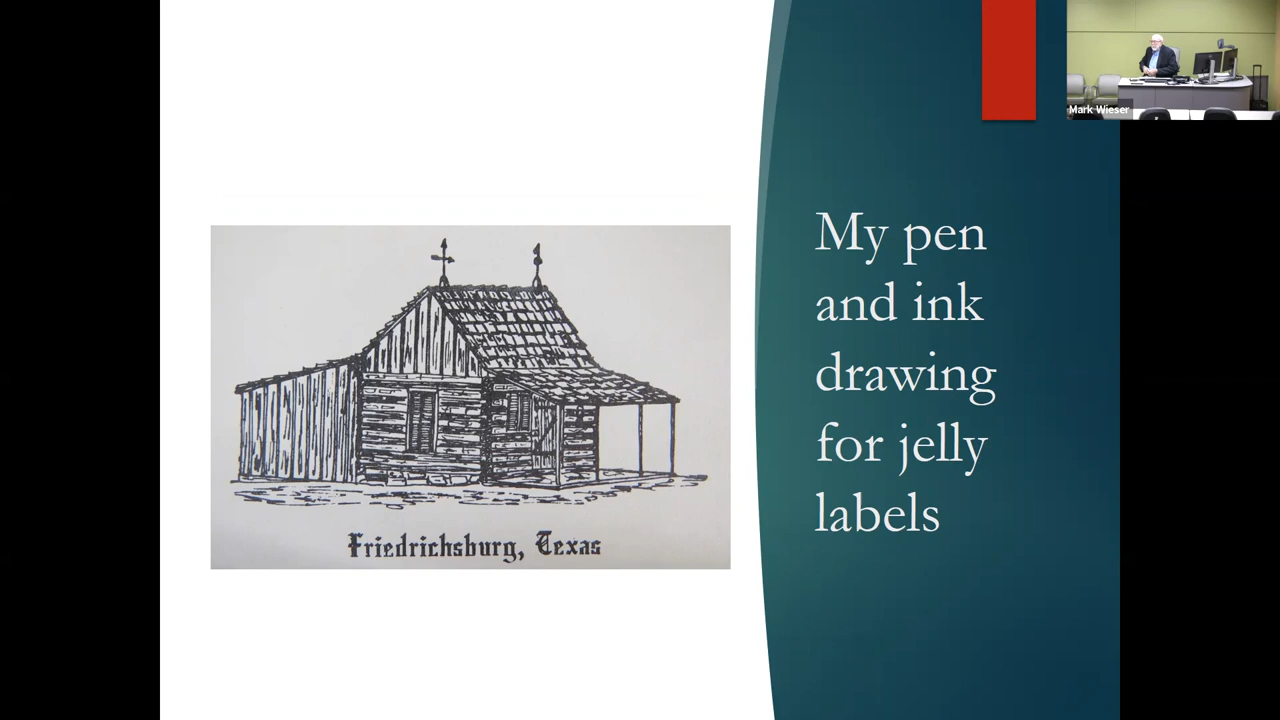 Mark Wieser
My pen
and ink
drawing
for jelly
labels
Friedrichsburg, Texas